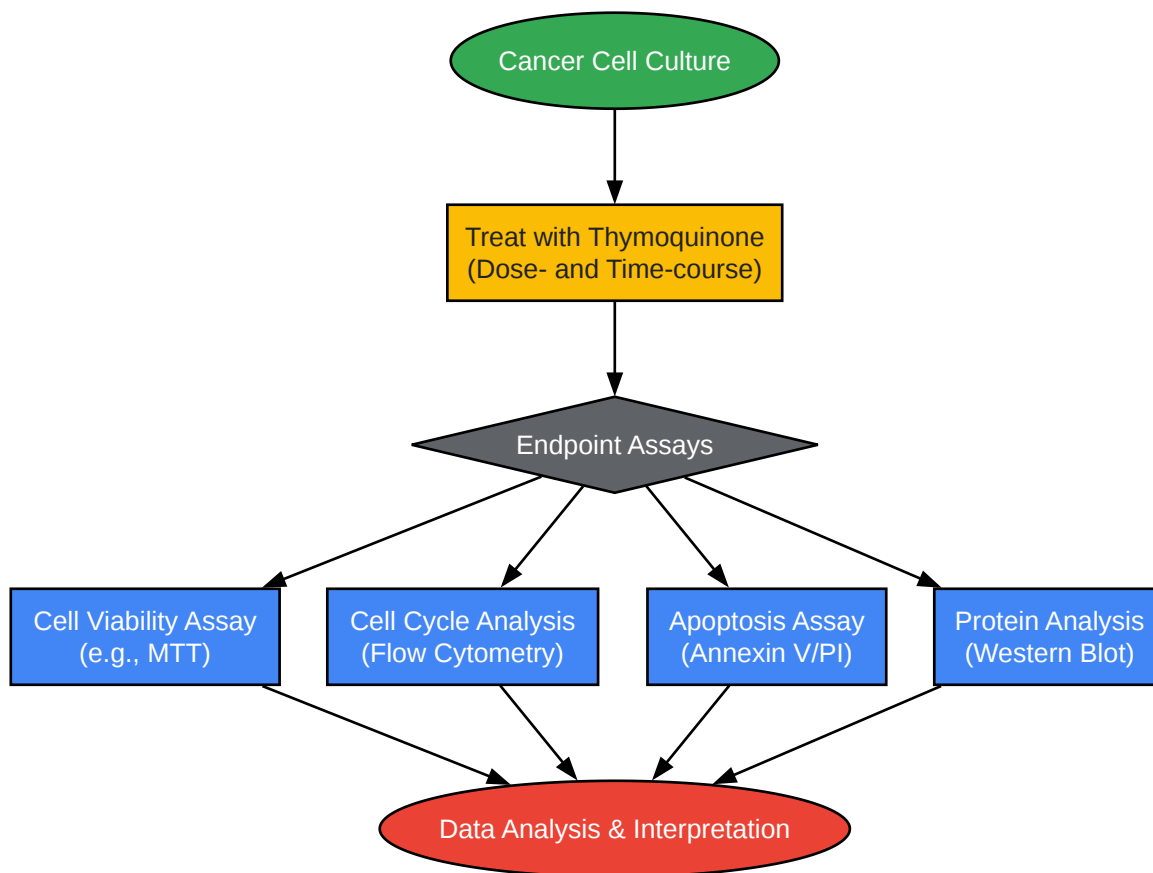 Cancer Cell Culture
Treat with Thymoquinone
(Dose- and Time-course)
Endpoint Assays
Cell Viability Assay
(e.g., MTT)
Cell Cycle Analysis
(Flow Cytometry)
Apoptosis Assay
(Annexin V/PI)
Protein Analysis
(Western Blot)
Data Analysis & Interpretation